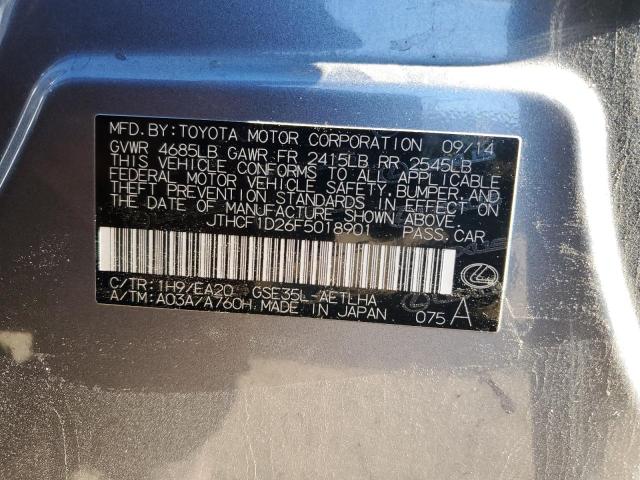 MFD. BY: TOYOTA MOTOR CORPORATION 09/14
GVWR 4685LB GAWR FR 2415LB RR 2545LB
THIS VEHICLE CONFORMS TO ALL APPLICABLE
FEDERAL MOTOR VEHICLE SAFETY, BUMPER, AND
THEFT PREVENTION STANDARDS IN EFFECT ON
THE DATE OF MANUFACTURE SHOWN ABOVE.
JTHCF1D26F5018901 PASS. CAR
C/TR: 1H9/EA20 GSE35L-AETLHA
A/TM: A03A/A760H MADE IN JAPAN 075 A